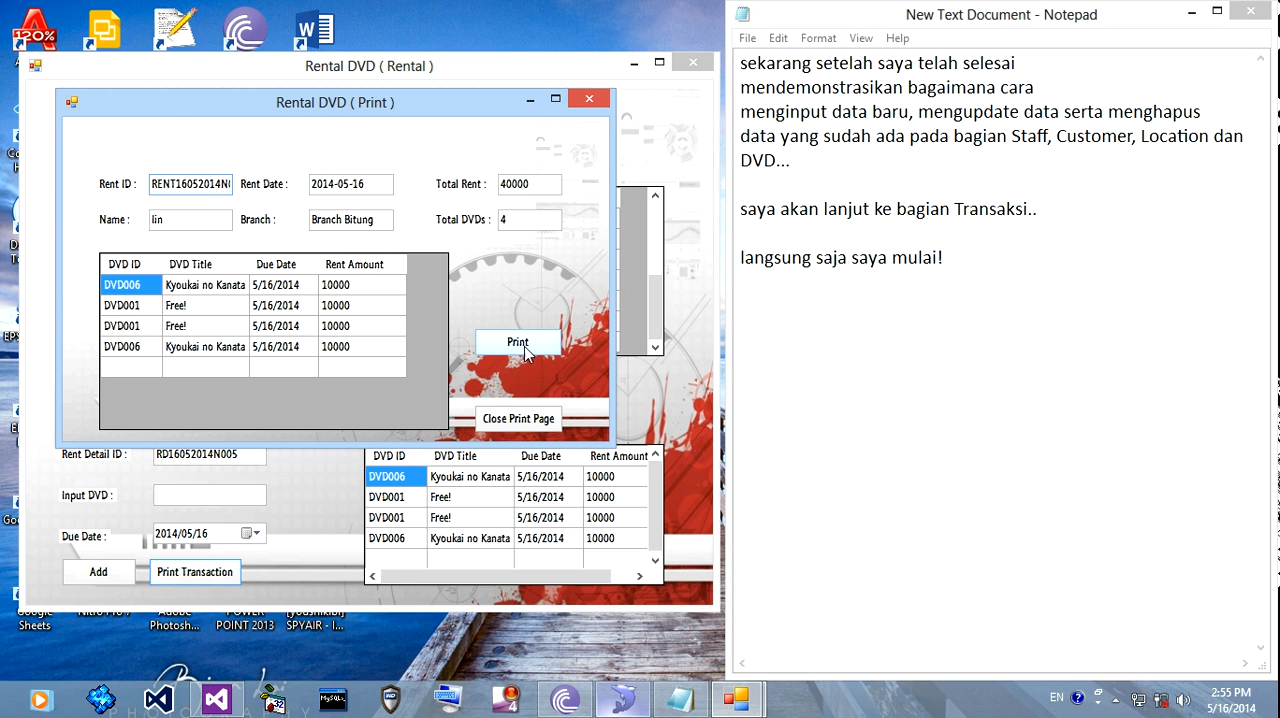 120%
New Text Document - Notepad
File Edit Format View Help
sekarang setelah saya telah selesai
mendemonstrasikan bagaimana cara
menginput data baru, mengupdate data serta menghapus
data yang sudah ada pada bagian Staff, Customer, Location dan
DVD...
saya akan lanjut ke bagian Transaksi..
langsung saja saya mulai!
Rental DVD ( Rental )
Rental DVD ( Print )
Rent ID : RENT16052014N Rent Date : 2014-05-16 Total Rent : 40000
Name : lin Branch : Branch Bitung Total DVDs : 4
DVD ID DVD Title Due Date Rent Amount
DVD006 Kyoukai no Kanata 5/16/2014 10000
DVD001 Free! 5/16/2014 10000
DVD001 Free! 5/16/2014 10000
DVD006 Kyoukai no Kanata 5/16/2014 10000
Print
Close Print Page
Rent Detail ID : RD16052014N005
Input DVD :
Due Date : 2014/05/16
Add Print Transaction
DVD ID DVD Title Due Date Rent Amount
DVD006 Kyoukai no Kanata 5/16/2014 10000
DVD001 Free! 5/16/2014 10000
DVD001 Free! 5/16/2014 10000
DVD006 Kyoukai no Kanata 5/16/2014 10000
Google Sheets
Adobe Photosh...
POWER POINT 2013
SPYAIR - I...
PHOTOGRAPHY
MySQL
32
4
EN
2:55 PM
5/16/2014